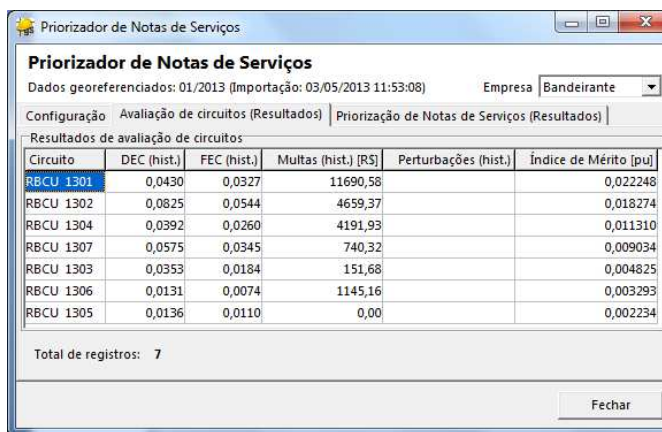 Priorizador de Notas de Serviços
Priorizador de Notas de Serviços
Dados georeferenciados: 01/2013 (Importação: 03/05/2013 11:53:08) Empresa Bandeirante
Configuração Avaliação de circuitos (Resultados) Priorização de Notas de Serviços (Resultados)
Resultados de avaliação de circuitos
Circuito DEC (hist.) FEC (hist.) Multas (hist.) [R$] Perturbações (hist.) Índice de Mérito [pu]
RBCU 1301 0,0430 0,0327 11690,58 0,022248
RBCU 1302 0,0825 0,0544 4659,37 0,018274
RBCU 1304 0,0392 0,0260 4191,93 0,011310
RBCU 1307 0,0575 0,0345 740,32 0,009034
RBCU 1303 0,0353 0,0184 151,68 0,004825
RBCU 1306 0,0131 0,0074 1145,16 0,003293
RBCU 1305 0,0136 0,0110 0,00 0,002234
Total de registros: 7
Fechar